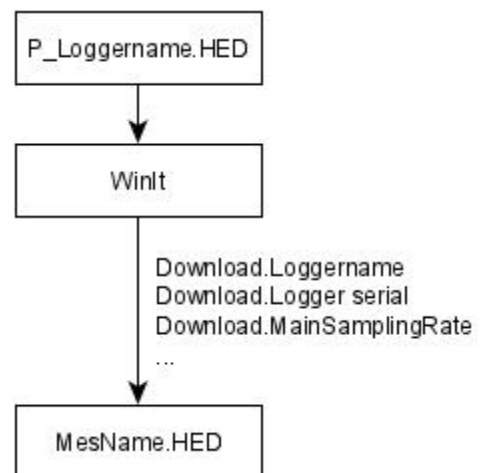 P_Loggername.HED
WinIt
Download.Loggername
Download.Logger serial
Download.MainSamplingRate
...
MesName.HED